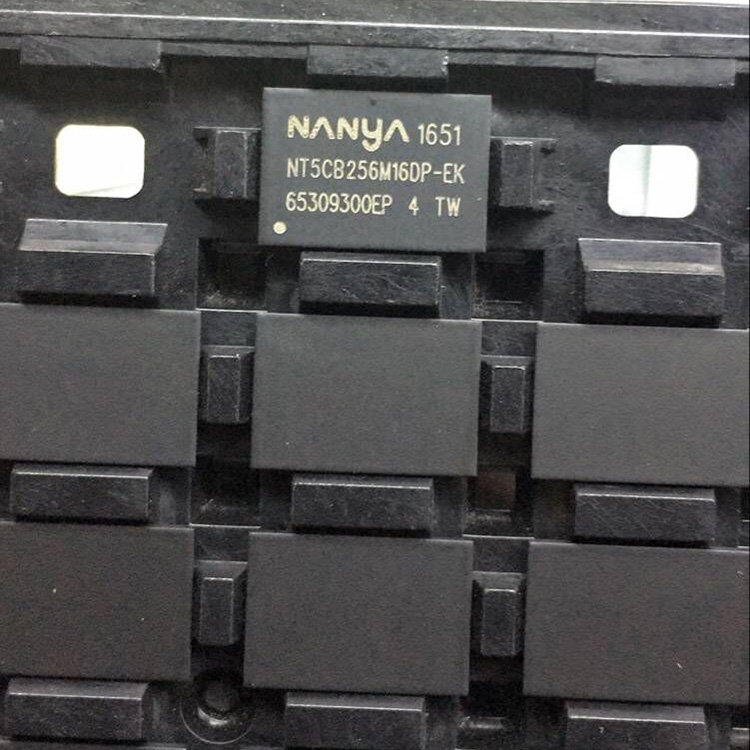 NANYA 1651
NT5CB256M16DP-EK
65309300EP 4 TW